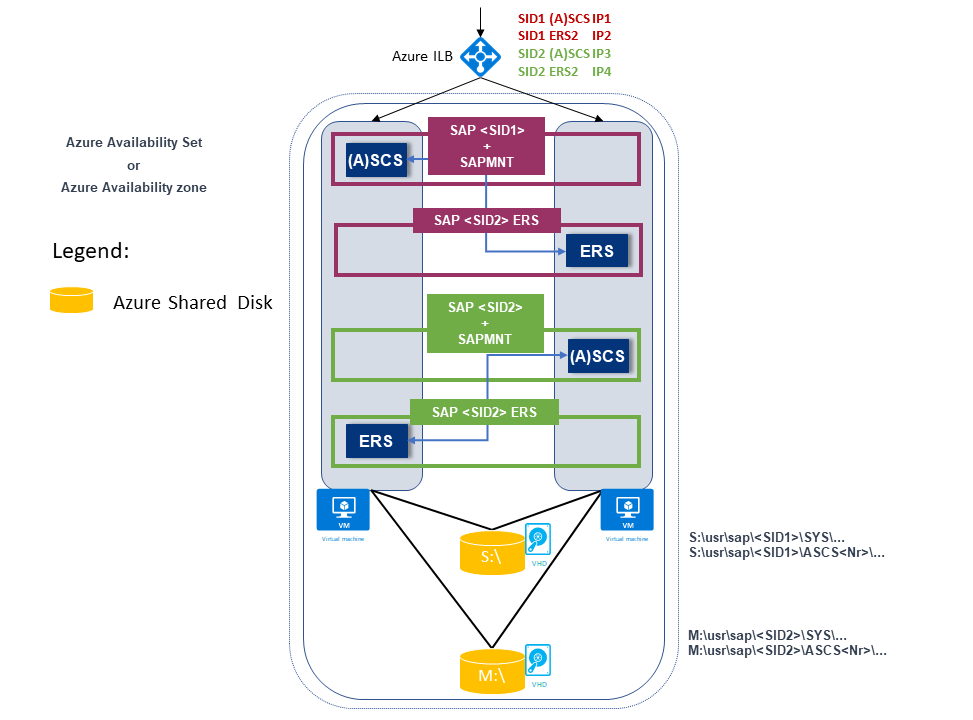 SID1 (A)SCS IP1
SID1 ERS2 IP2
SID2 (A)SCS IP3
SID2 ERS2 IP4
Azure ILB
Azure Availability Set
or
Azure Availability zone
SAP <SID1>
+
SAPMNT
(A)SCS
SAP <SID2> ERS
ERS
Legend:
Azure Shared Disk
SAP <SID2>
+
SAPMNT
(A)SCS
SAP <SID2> ERS
ERS
VM
Virtual machine
VM
Virtual machine
S:\
VHD
S:\usr\sap\<SID1>\SYS\...
S:\usr\sap\<SID1>\ASCS<Nr>\...
M:\
VHD
M:\usr\sap\<SID2>\SYS\...
M:\usr\sap\<SID2>\ASCS<Nr>\...